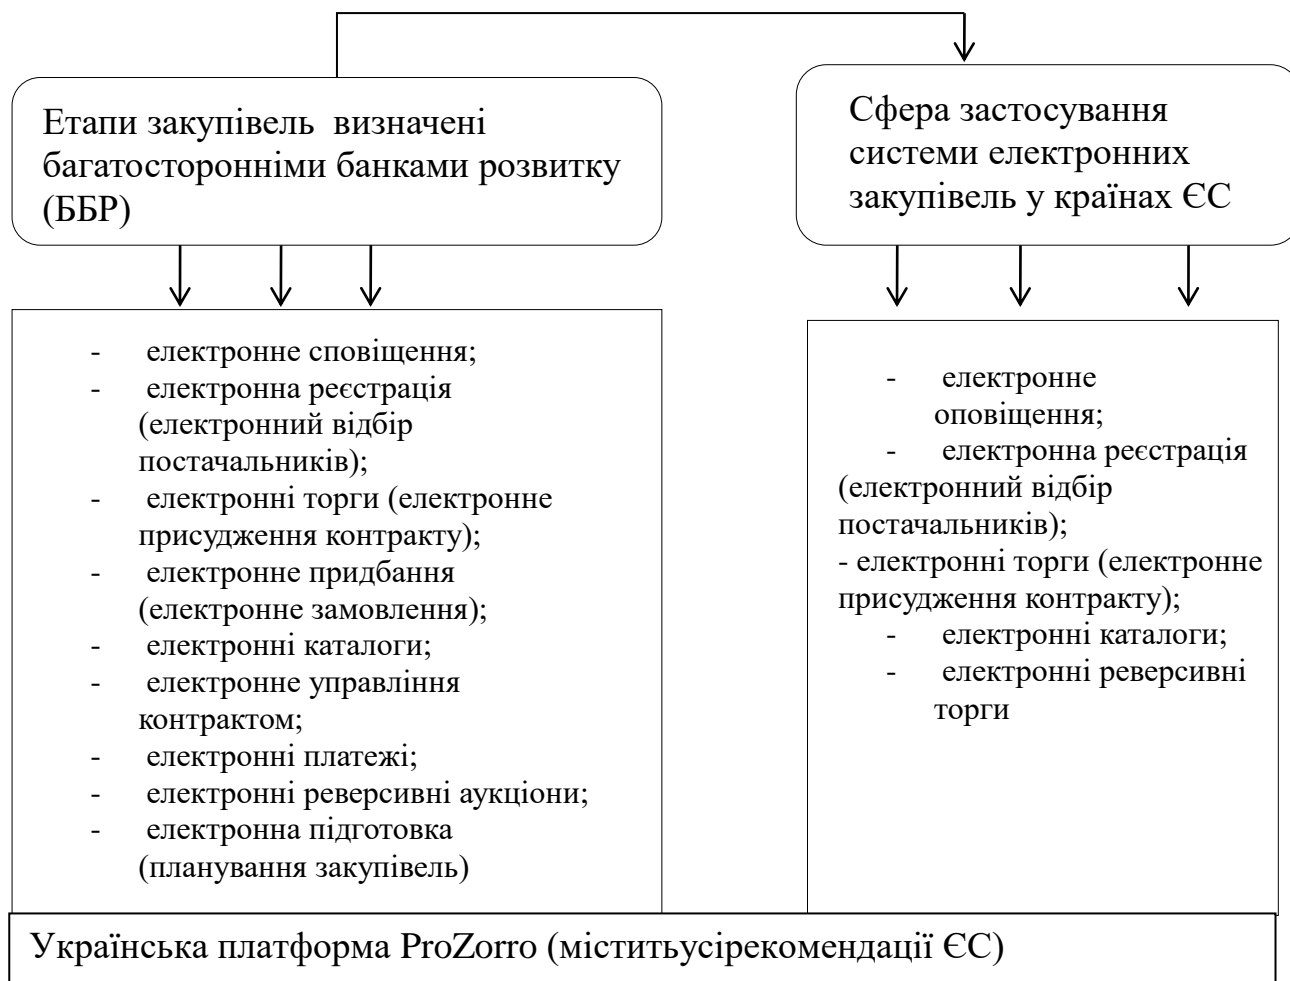 Етапи закупівель визначені
багатосторонніми банками розвитку
(ББР)
Сфера застосування
системи електронних
закупівель у країнах ЄС
- електронне сповіщення;
- електронна реєстрація
(електронний відбір
постачальників);
- електронні торги (електронне
присудження контракту);
- електронне придбання
(електронне замовлення);
- електронні каталоги;
- електронне управління
контрактом;
- електронні платежі;
- електронні реверсивні аукціони;
- електронна підготовка
(планування закупівель)
- електронне
оповіщення;
- електронна реєстрація
(електронний відбір
постачальників);
- електронні торги (електронне
присудження контракту);
- електронні каталоги;
- електронні реверсивні
торги
Українська платформа ProZorro (міститьусірекомендації ЄС)